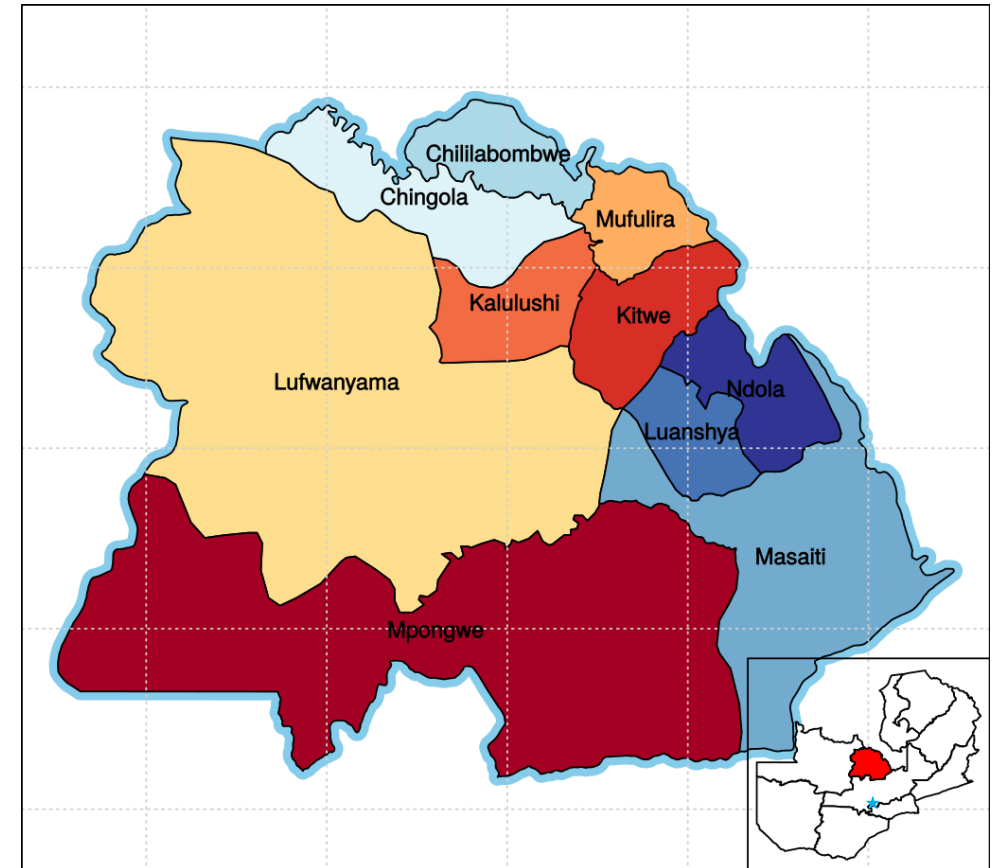 Chililabombwe
Chingola
Mufulira
Kalulushi
Kitwe
Lufwanyama
Ndola
Luanshya
Masaiti
Mpongwe